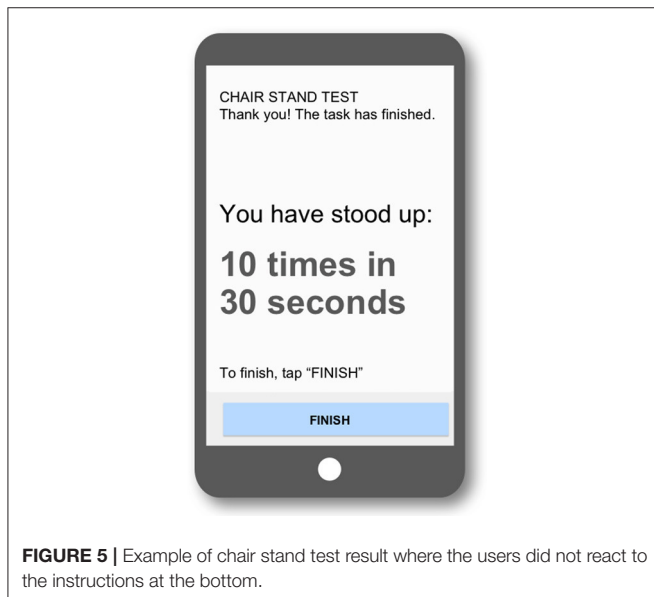 CHAIR STAND TEST
Thank you! The task has finished.
You have stood up:
10 times in
30 seconds
To finish, tap “FINISH”
FINISH
FIGURE 5 | Example of chair stand test result where the users did not react to
the instructions at the bottom.